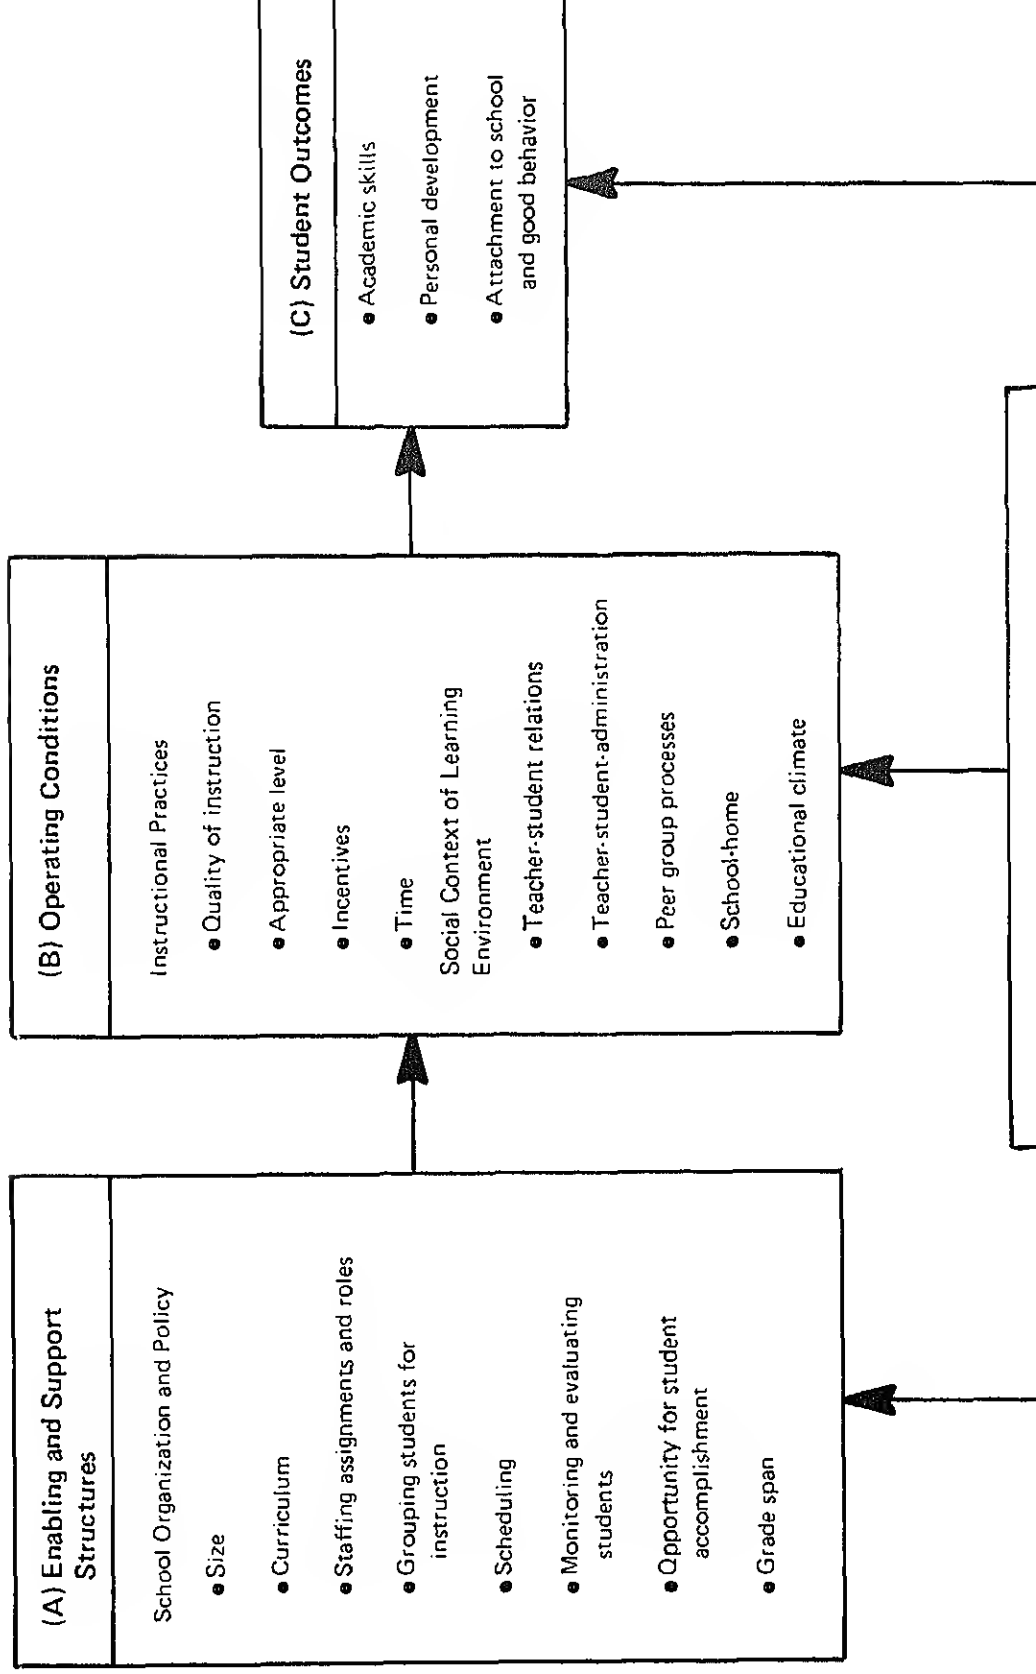 (A) Enabling and Support
Structures
School Organization and Policy
• Size
• Curriculum
• Staffing assignments and roles
• Grouping students for
instruction
• Scheduling
• Monitoring and evaluating
students
• Opportunity for student
accomplishment
• Grade span
(B) Operating Conditions
Instructional Practices
• Quality of instruction
• Appropriate level
• Incentives
• Time
Social Context of Learning
Environment
• Teacher-student relations
• Teacher-student-administration
• Peer group processes
• School-home
• Educational climate
(C) Student Outcomes
• Academic skills
• Personal development
• Attachment to school
and good behavior